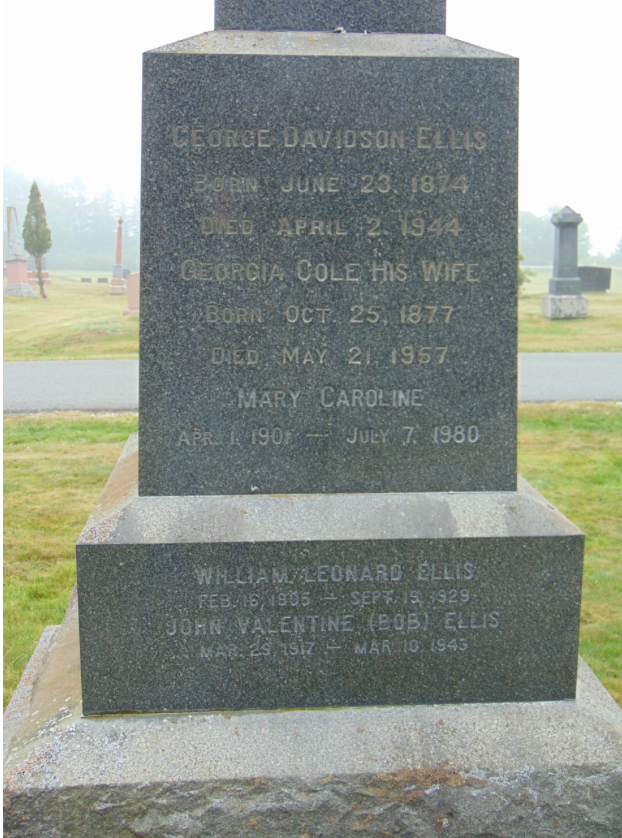 GEORGE DAVIDSON ELLIS
BORN JUNE 23, 1874
DIED APRIL 2, 1944
GEORGIA COLE HIS WIFE
BORN OCT. 25, 1877
DIED MAY 21, 1957
MARY CAROLINE
APR. 1, 1901 — JULY 7, 1980
WILLIAM LEONARD ELLIS
FEB. 16, 1905 — SEPT. 19, 1929
JOHN VALENTINE (BOB) ELLIS
MAR. 29, 1917 — MAR 10, 1943